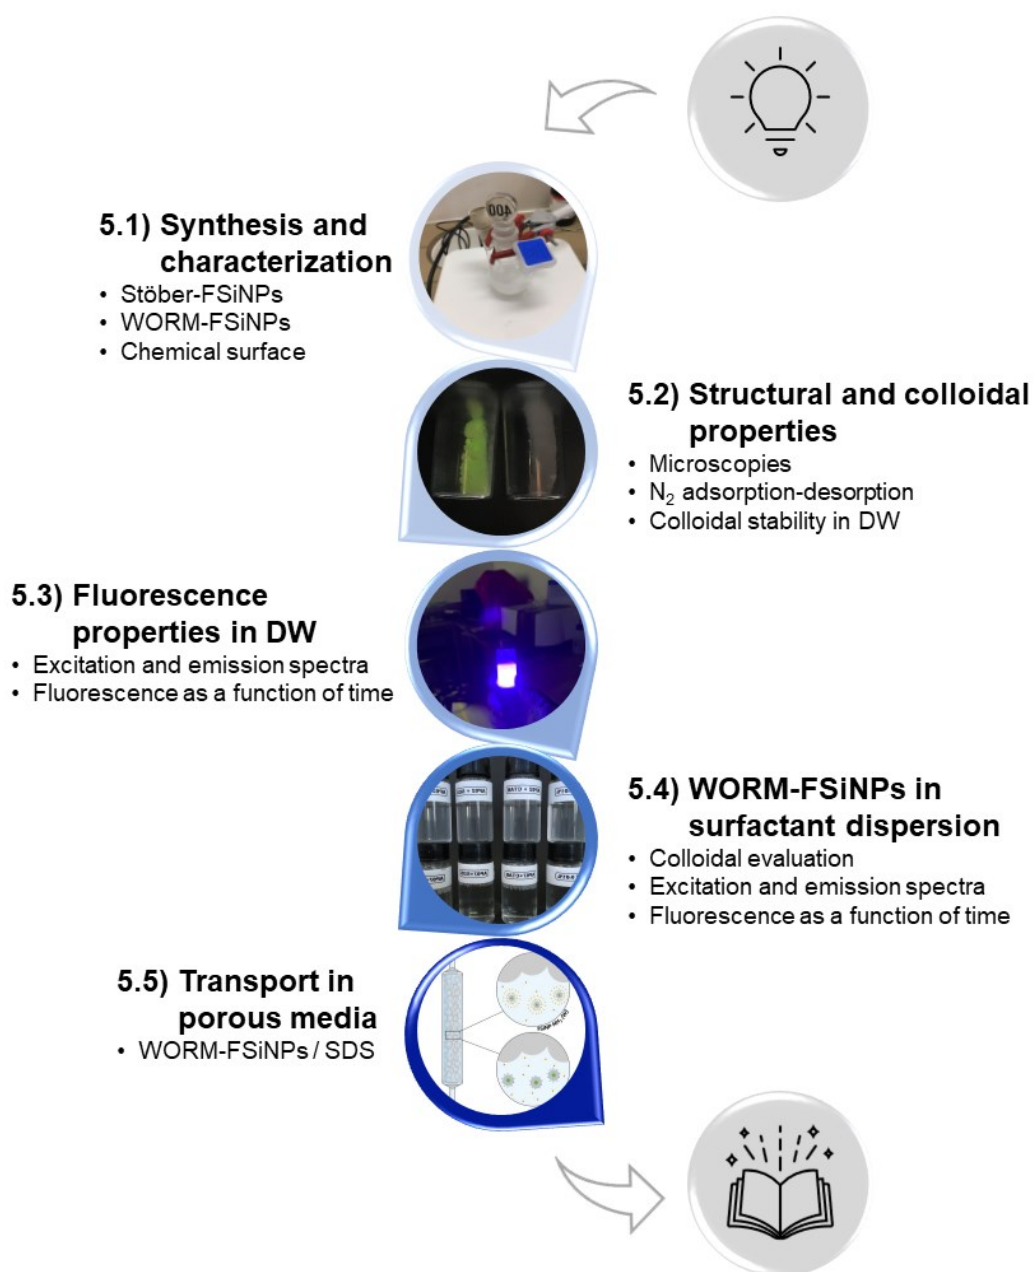 5.1) Synthesis and
characterization
• Stöber-FSiNPs
• WORM-FSiNPs
• Chemical surface
400
5.2) Structural and colloidal
properties
• Microscopies
• N₂ adsorption-desorption
• Colloidal stability in DW
5.3) Fluorescence
properties in DW
• Excitation and emission spectra
• Fluorescence as a function of time
5.4) WORM-FSiNPs in
surfactant dispersion
• Colloidal evaluation
• Excitation and emission spectra
• Fluorescence as a function of time
5.5) Transport in
porous media
• WORM-FSiNPs / SDS